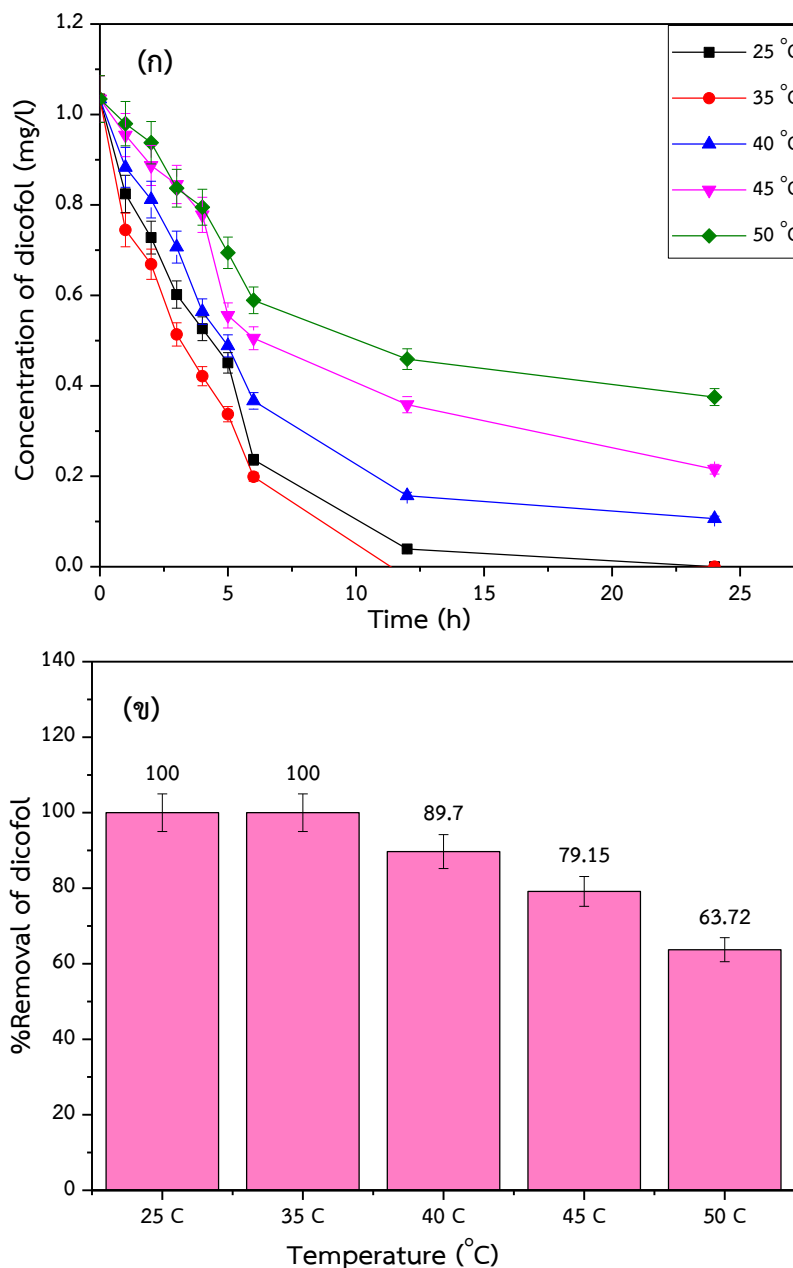 1.2
(ก)
25 °C
35 °C
40 °C
45 °C
50 °C
1.0
0.8
0.6
0.4
0.2
0.0
Concentration of dicofol (mg/l)
0 5 10 15 20 25
Time (h)
140
(ข)
120
100
80
60
40
20
0
%Removal of dicofol
100 100 89.7 79.15 63.72
25 C 35 C 40 C 45 C 50 C
Temperature (°C)